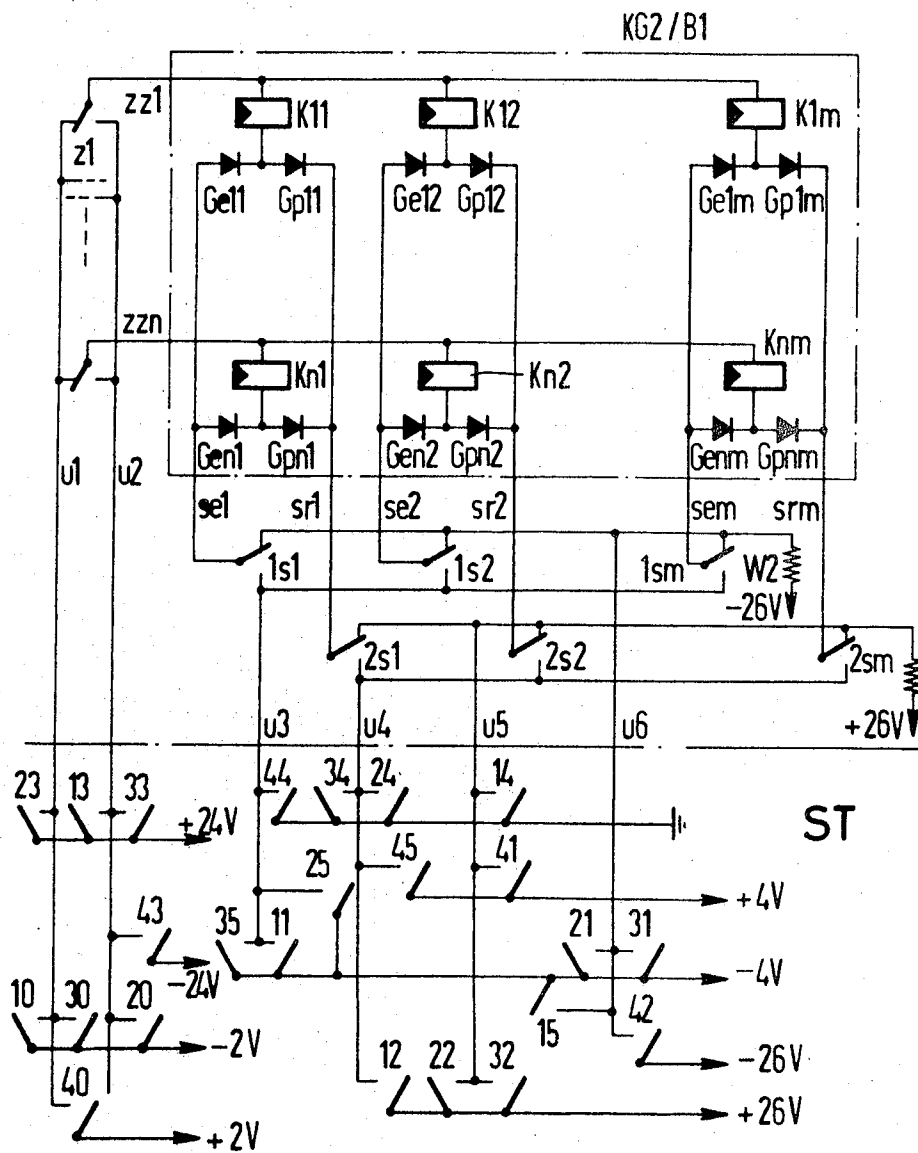 KG2/B1
zz1 K11 K12 K1m
z1
Ge11 Gp11 Ge12 Gp12 Ge1m Gp1m
zzn
Kn1 Kn2 Knm
Gen1 Gpn1 Gen2 Gpn2 Genm Gpnm
u1 u2 se1 sr1 se2 sr2 sem srm
1s1 1s2 1sm W2
-26V
2s1 2s2 2sm
+26V
u3 u4 u5 u6
23 13 33 44 34 24 14
+24V ST
25 45 41
+4V
43 35 11 21 31
-24V -4V
10 30 20 15 42
-2V -26V
40 12 22 32
+26V
+2V